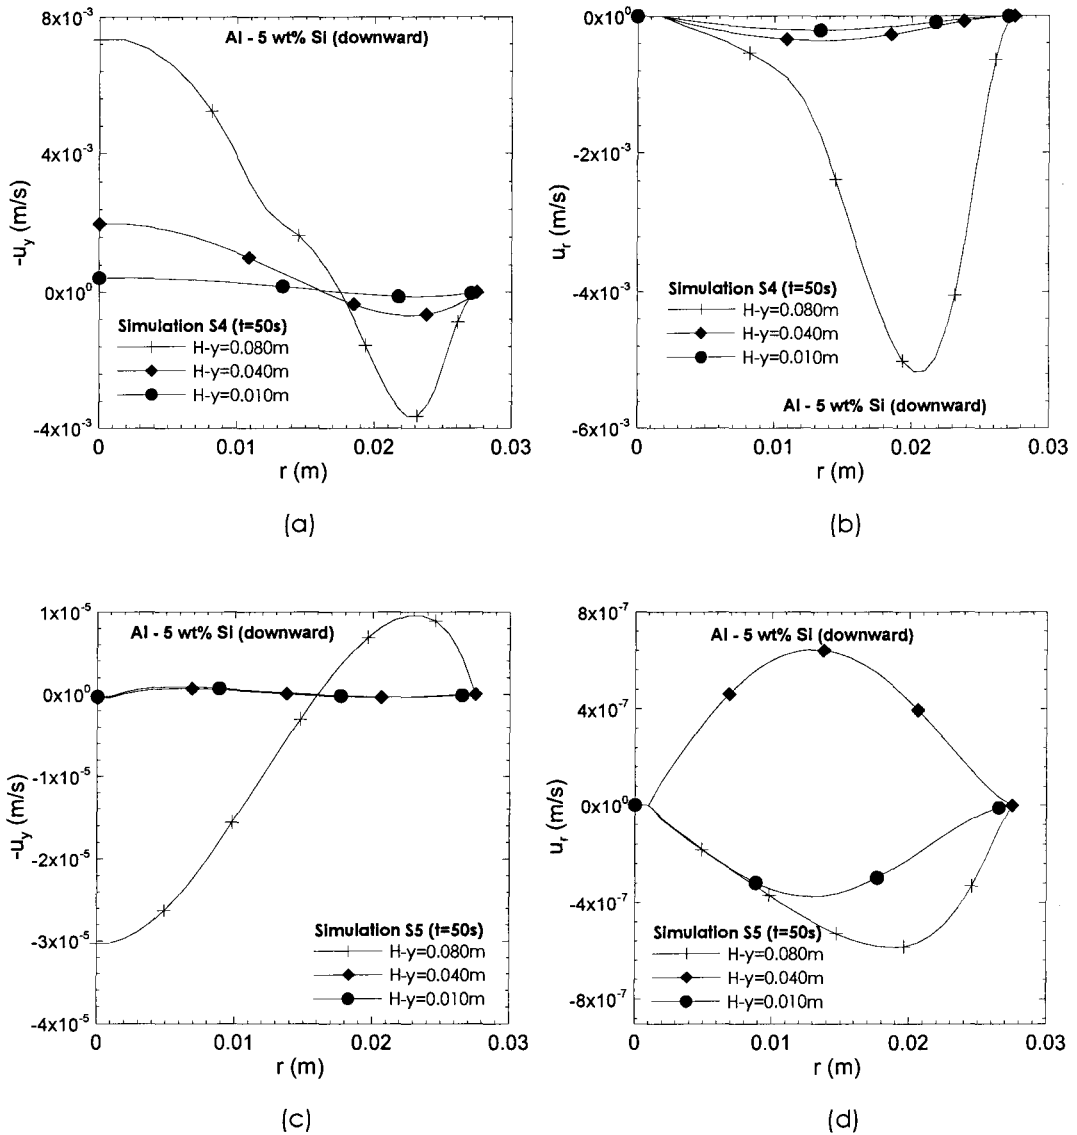 Al - 5 wt% Si (downward)
8x10⁻³
4x10⁻³
0x10⁰
-4x10⁻³
-u_y (m/s)
Simulation S4 (t=50s)
H-y=0.080m
H-y=0.040m
H-y=0.010m
0 0.01 0.02 0.03
r (m)
(a)
0x10⁰
-2x10⁻³
-4x10⁻³
-6x10⁻³
u_r (m/s)
Simulation S4 (t=50s)
H-y=0.080m
H-y=0.040m
H-y=0.010m
Al - 5 wt% Si (downward)
0 0.01 0.02 0.03
r (m)
(b)
1x10⁻⁵
0x10⁰
-1x10⁻⁵
-2x10⁻⁵
-3x10⁻⁵
-4x10⁻⁵
-u_y (m/s)
Al - 5 wt% Si (downward)
Simulation S5 (t=50s)
H-y=0.080m
H-y=0.040m
H-y=0.010m
0 0.01 0.02 0.03
r (m)
(c)
8x10⁻⁷
4x10⁻⁷
0x10⁰
-4x10⁻⁷
-8x10⁻⁷
u_r (m/s)
Al - 5 wt% Si (downward)
Simulation S5 (t=50s)
H-y=0.080m
H-y=0.040m
H-y=0.010m
0 0.01 0.02 0.03
r (m)
(d)